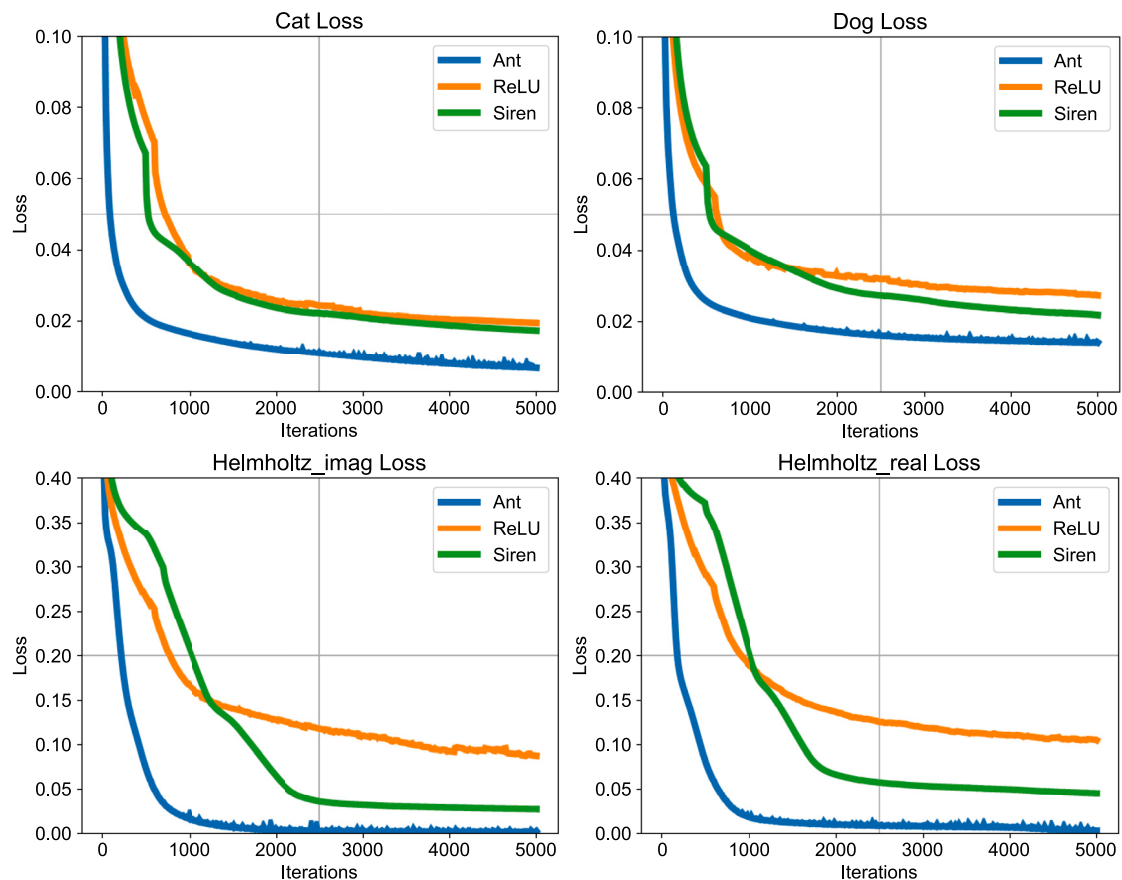 Cat Loss
0.10
0.08
0.06
0.04
0.02
0.00
Loss
Ant
ReLU
Siren
0 1000 2000 3000 4000 5000
Iterations
Dog Loss
0.10
0.08
0.06
0.04
0.02
0.00
Loss
Ant
ReLU
Siren
0 1000 2000 3000 4000 5000
Iterations
Helmholtz_imag Loss
0.40
0.35
0.30
0.25
0.20
0.15
0.10
0.05
0.00
Loss
Ant
ReLU
Siren
0 1000 2000 3000 4000 5000
Iterations
Helmholtz_real Loss
0.40
0.35
0.30
0.25
0.20
0.15
0.10
0.05
0.00
Loss
Ant
ReLU
Siren
0 1000 2000 3000 4000 5000
Iterations